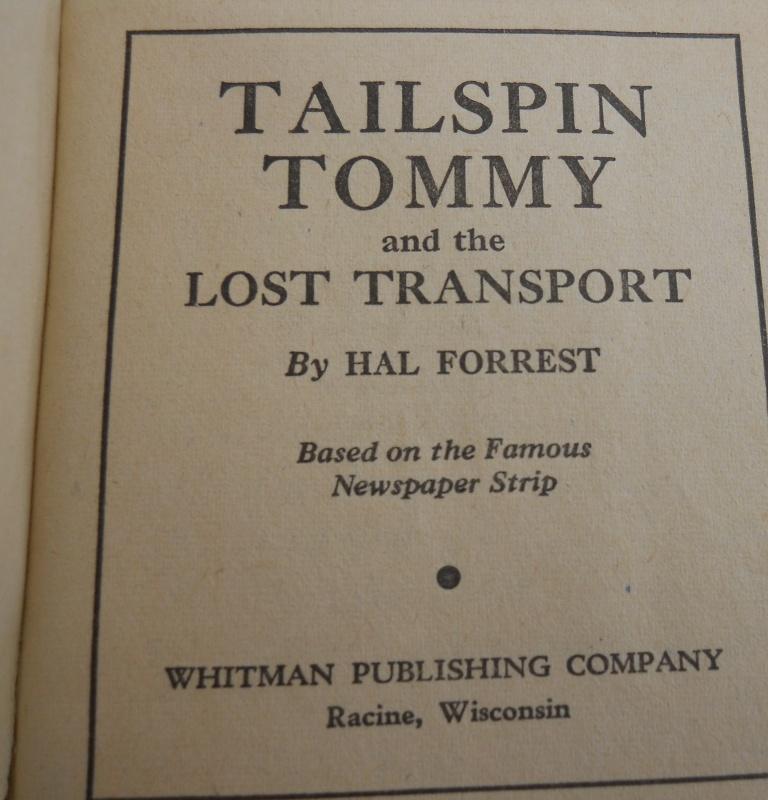 TAILSPIN
TOMMY
and the
LOST TRANSPORT
By HAL FORREST
Based on the Famous
Newspaper Strip
WHITMAN PUBLISHING COMPANY
Racine, Wisconsin